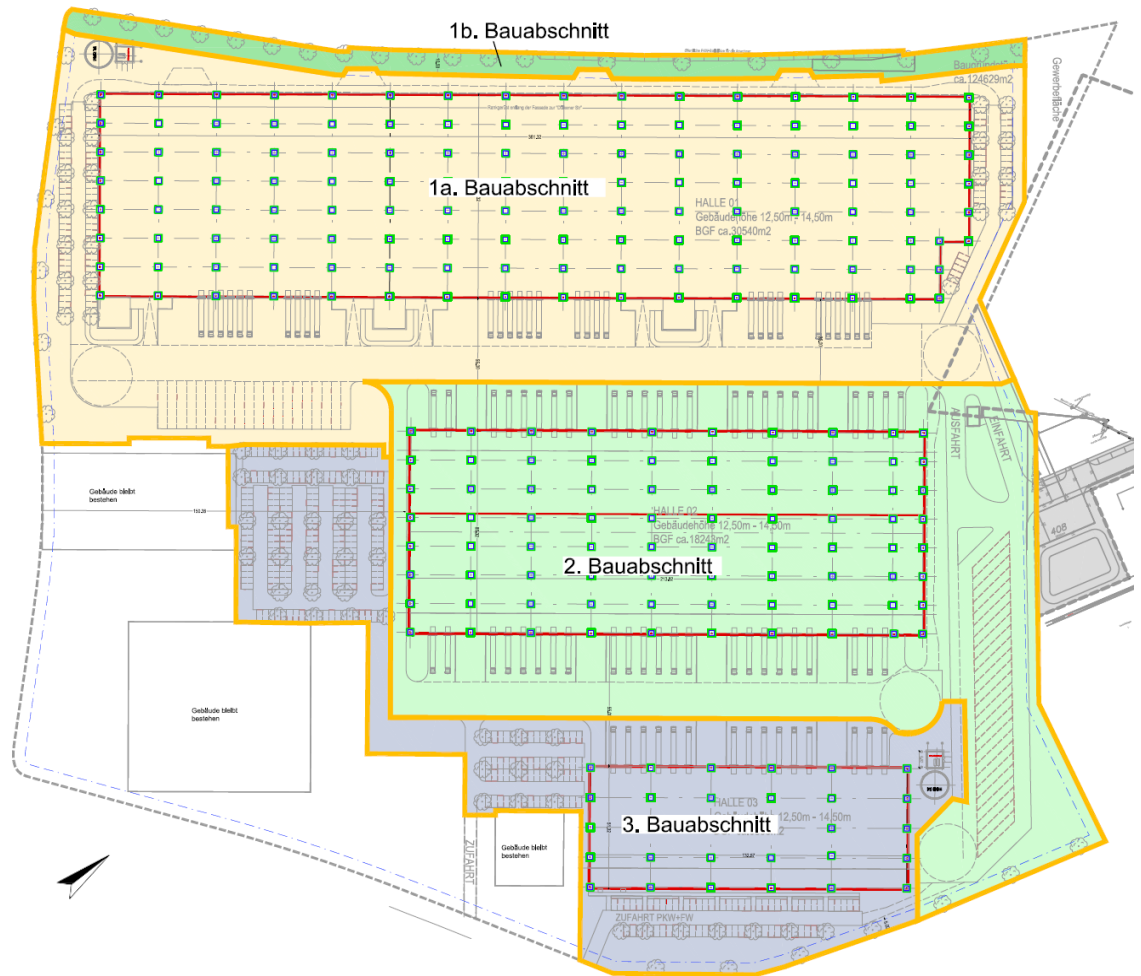 1b. Bauabschnitt
ca.124629m2
Gewerbefläche
1a. Bauabschnitt
HALLE 01
Gebäudehöhe 12,50m - 14,50m
BGF ca.30540m2
AUSFAHRT
EINFAHRT
Gebäude bleibt
bestehen
HALLE 02
Gebäudehöhe 12,50m - 14,50m
BGF ca.18243m2
2. Bauabschnitt
408
Gebäude bleibt
bestehen
HALLE 03
12,50m - 14,50m
3. Bauabschnitt
Gebäude bleibt
bestehen
ZUFAHRT
ZUFAHRT PKW+FW